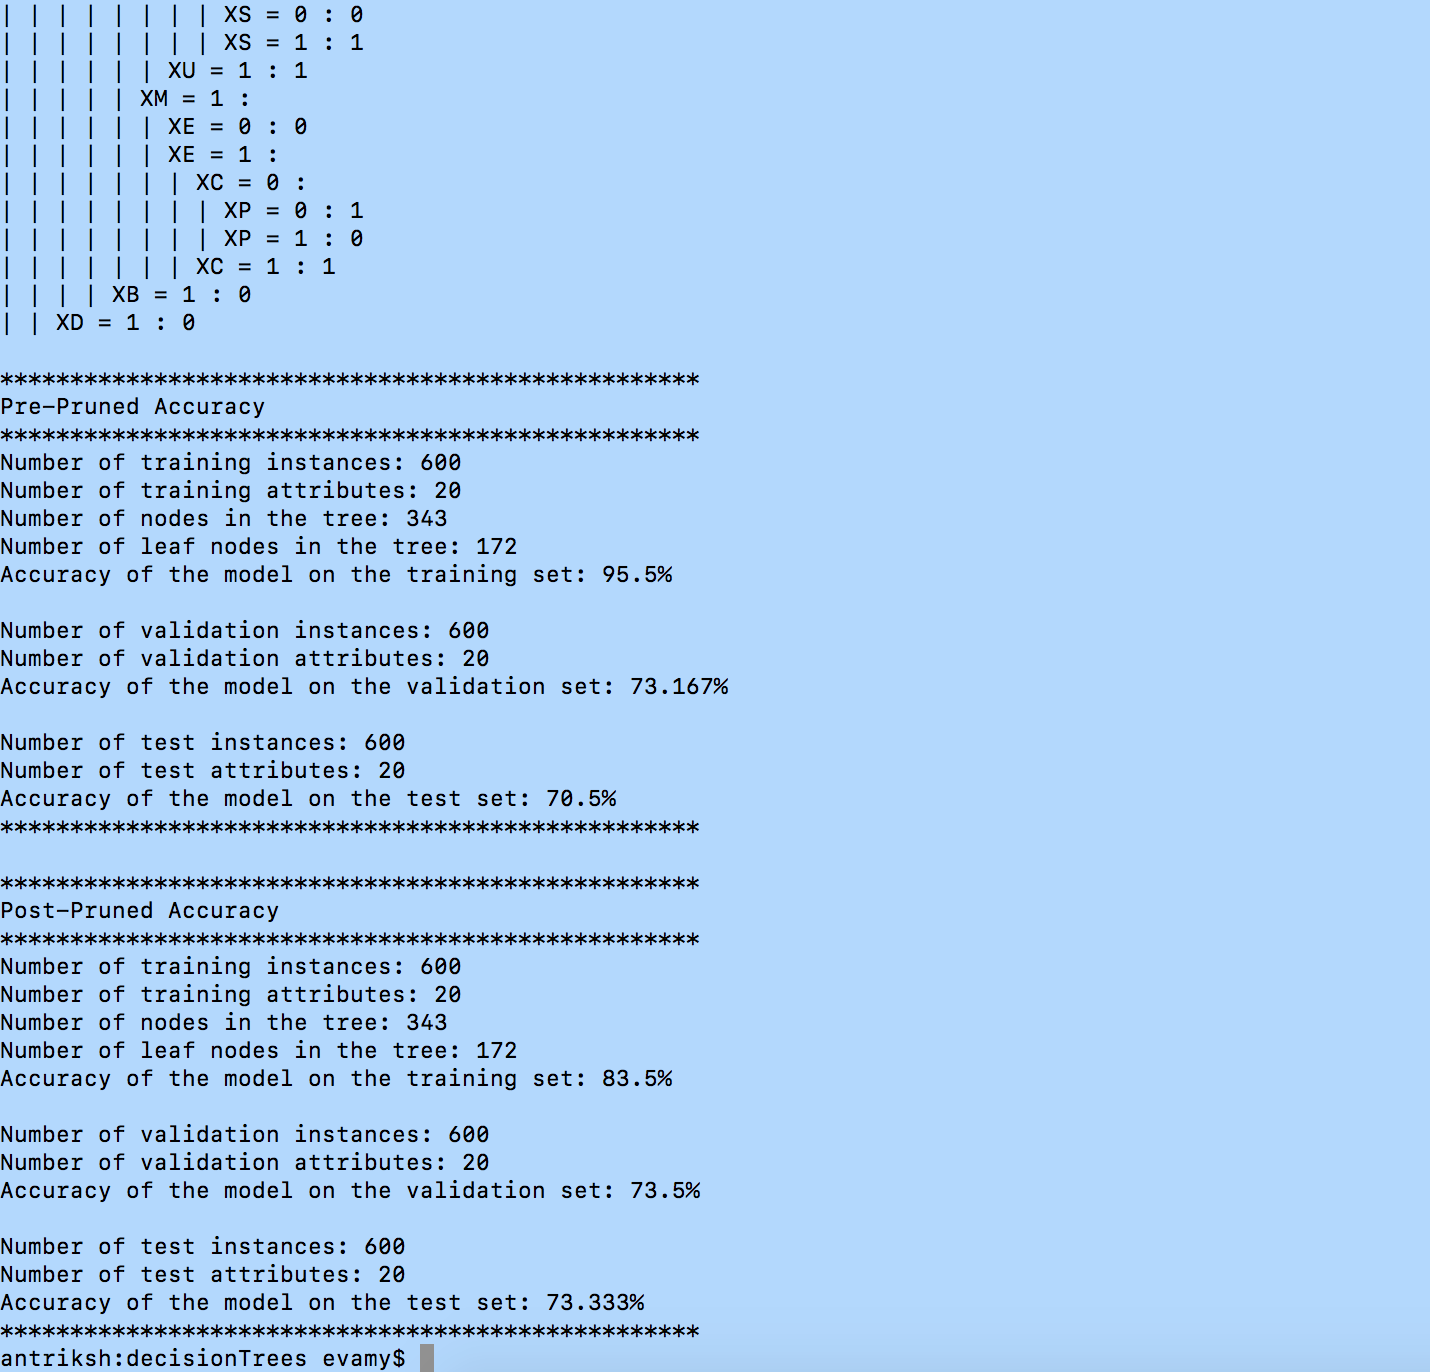 | | | | | | | | XS = 0 : 0
| | | | | | | | XS = 1 : 1
| | | | | | XU = 1 : 1
| | | | | XM = 1 :
| | | | | | XE = 0 : 0
| | | | | | XE = 1 :
| | | | | | | XC = 0 :
| | | | | | | | XP = 0 : 1
| | | | | | | | XP = 1 : 0
| | | | | | | XC = 1 : 1
| | | | XB = 1 : 0
| | XD = 1 : 0
**************************************************
Pre-Pruned Accuracy
**************************************************
Number of training instances: 600
Number of training attributes: 20
Number of nodes in the tree: 343
Number of leaf nodes in the tree: 172
Accuracy of the model on the training set: 95.5%
Number of validation instances: 600
Number of validation attributes: 20
Accuracy of the model on the validation set: 73.167%
Number of test instances: 600
Number of test attributes: 20
Accuracy of the model on the test set: 70.5%
**************************************************
**************************************************
Post-Pruned Accuracy
**************************************************
Number of training instances: 600
Number of training attributes: 20
Number of nodes in the tree: 343
Number of leaf nodes in the tree: 172
Accuracy of the model on the training set: 83.5%
Number of validation instances: 600
Number of validation attributes: 20
Accuracy of the model on the validation set: 73.5%
Number of test instances: 600
Number of test attributes: 20
Accuracy of the model on the test set: 73.333%
**************************************************
antriksh:decisionTrees evamy$